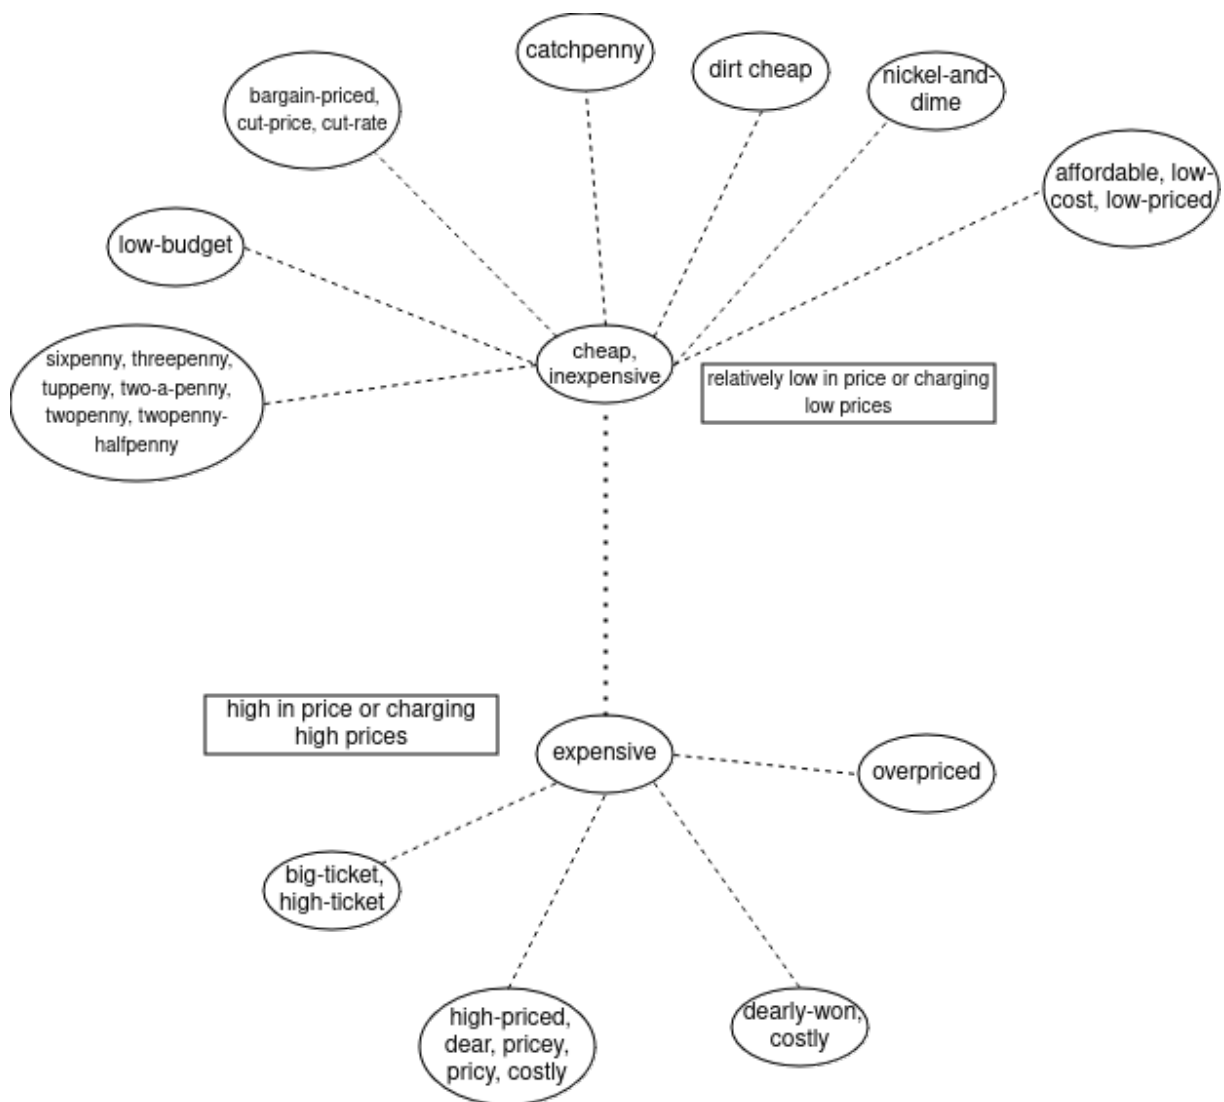 catchpenny
dirt cheap
nickel-and-
dime
bargain-priced,
cut-price, cut-rate
affordable, low-
cost, low-priced
low-budget
sixpenny, threepenny,
tuppeny, two-a-penny,
twopenny, twopenny-
halfpenny
cheap,
inexpensive
relatively low in price or charging
low prices
high in price or charging
high prices
expensive
overpriced
big-ticket,
high-ticket
high-priced,
dear, pricey,
pricy, costly
dearly-won,
costly